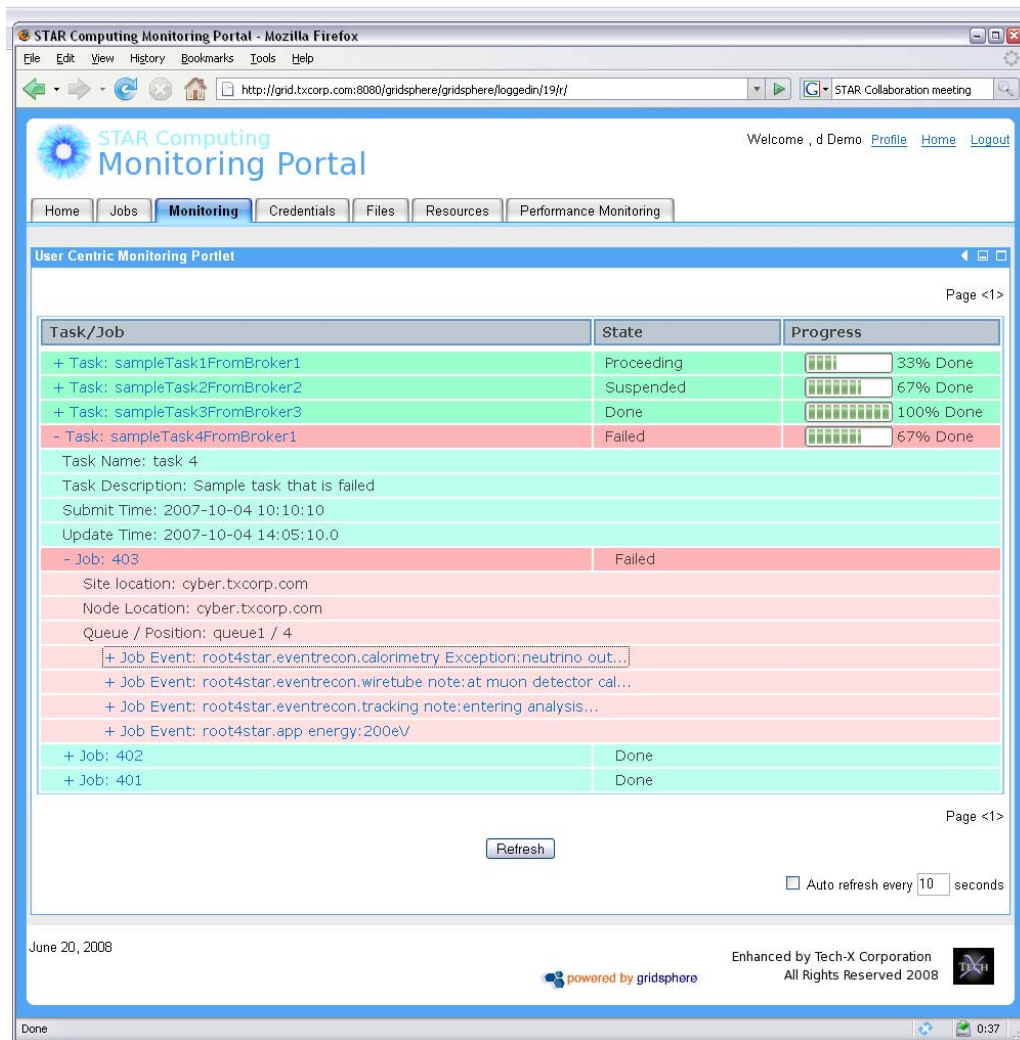 STAR Computing Monitoring Portal - Mozilla Firefox
File Edit View History Bookmarks Tools Help
http://grid.txcorp.com:8080/gridsphere/gridsphere/loggedin/19/r/
G STAR Collaboration meeting
STAR Computing
Monitoring Portal
Welcome , d Demo Profile Home Logout
Home Jobs Monitoring Credentials Files Resources Performance Monitoring
User Centric Monitoring Portlet
Page <1>
Task/Job State Progress
+ Task: sampleTask1FromBroker1 Proceeding 33% Done
+ Task: sampleTask2FromBroker2 Suspended 67% Done
+ Task: sampleTask3FromBroker3 Done 100% Done
- Task: sampleTask4FromBroker1 Failed 67% Done
Task Name: task 4
Task Description: Sample task that is failed
Submit Time: 2007-10-04 10:10:10
Update Time: 2007-10-04 14:05:10.0
- Job: 403 Failed
Site location: cyber.txcorp.com
Node Location: cyber.txcorp.com
Queue / Position: queue1 / 4
+ Job Event: root4star.eventrecon.calorimetry Exception:neutrino out...
+ Job Event: root4star.eventrecon.wiretube note:at muon detector cal...
+ Job Event: root4star.eventrecon.tracking note:entering analysis...
+ Job Event: root4star.app energy:200eV
+ Job: 402 Done
+ Job: 401 Done
Page <1>
Refresh
Auto refresh every 10 seconds
June 20, 2008
powered by gridsphere
Enhanced by Tech-X Corporation
All Rights Reserved 2008
TECH
Done 0:37